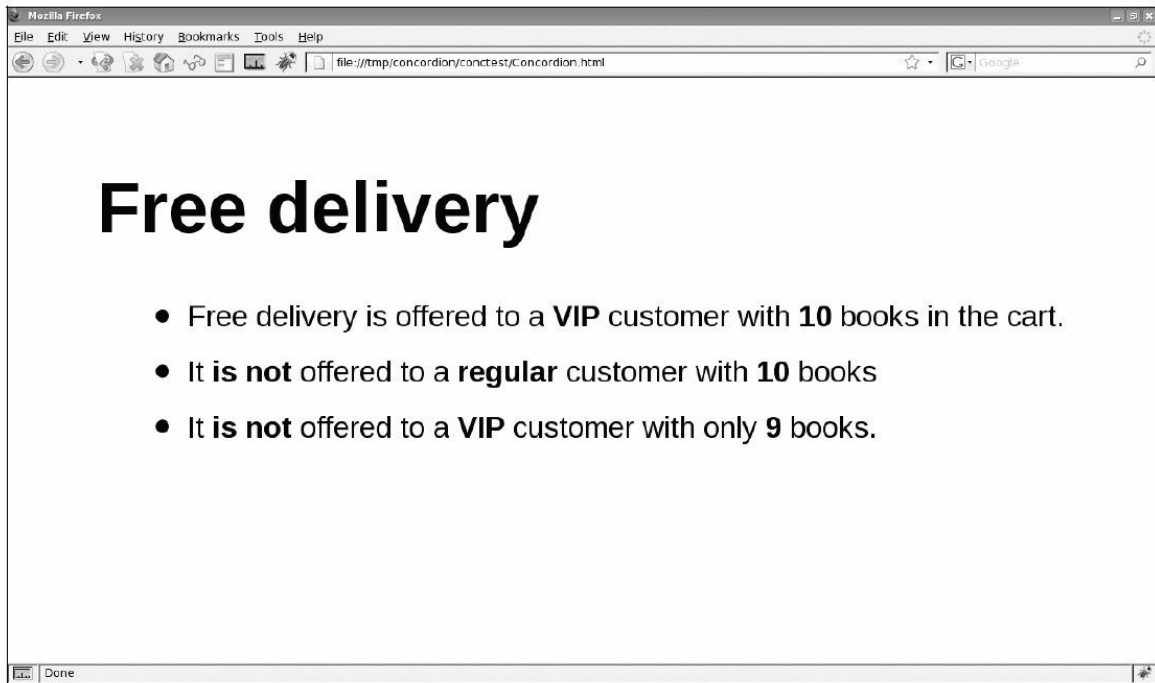 Mozilla Firefox
File Edit View History Bookmarks Tools Help
file:///tmp/concordion/conctest/Concordion.html G Google
Free delivery
• Free delivery is offered to a VIP customer with 10 books in the cart.
• It is not offered to a regular customer with 10 books
• It is not offered to a VIP customer with only 9 books.
Done